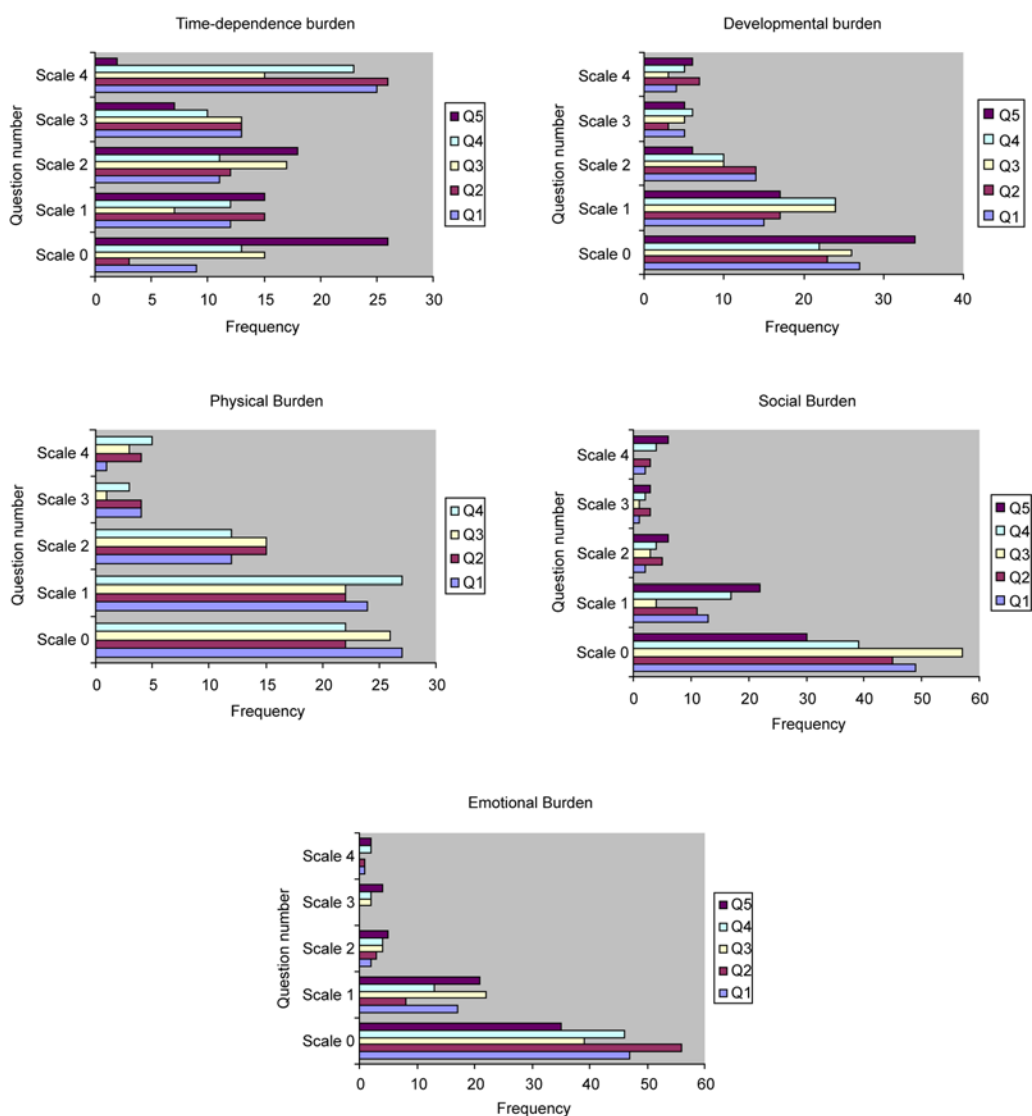 Time-dependence burden
Question number
Scale 4
Scale 3
Scale 2
Scale 1
Scale 0
0 5 10 15 20 25 30
Frequency
Q5
Q4
Q3
Q2
Q1
Developmental burden
Question number
Scale 4
Scale 3
Scale 2
Scale 1
Scale 0
0 10 20 30 40
Frequency
Q5
Q4
Q3
Q2
Q1
Physical Burden
Question number
Scale 4
Scale 3
Scale 2
Scale 1
Scale 0
0 5 10 15 20 25 30
Frequency
Q4
Q3
Q2
Q1
Social Burden
Question number
Scale 4
Scale 3
Scale 2
Scale 1
Scale 0
0 10 20 30 40 50 60
Frequency
Q5
Q4
Q3
Q2
Q1
Emotional Burden
Question number
Scale 4
Scale 3
Scale 2
Scale 1
Scale 0
0 10 20 30 40 50 60
Frequency
Q5
Q4
Q3
Q2
Q1